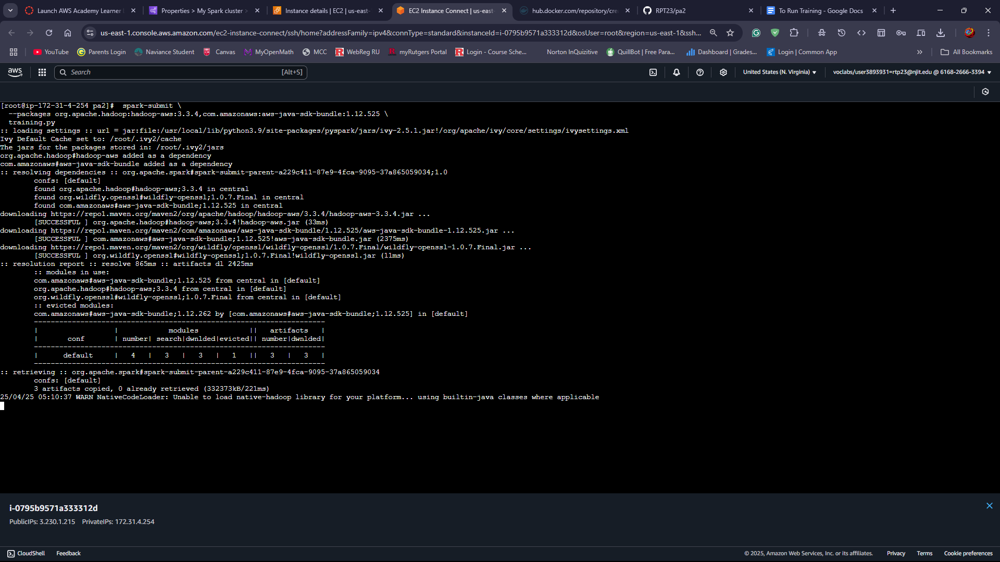 Launch AWS Academy Learner
Properties > My Spark cluster >
Instance details | EC2 | us-east-
EC2 Instance Connect | us-east-
hub.docker.com/repository/cre
RPT23/pa2
To Run Training - Google Docs
us-east-1.console.aws.amazon.com/ec2-instance-connect/ssh/home?addressFamily=ipv4&connType=standard&instanceId=i-0795b9571a333312d&osUser=root&region=us-east-1&ssh...
YouTube
Parents Login
Naviance Student
Canvas
MyOpenMath
MCC
WebReg RU
myRutgers Portal
Login - Course Sche...
Norton InQuizitive
QuillBot | Free Para...
Dashboard | Grades...
Login | Common App
All Bookmarks
aws
Search
[Alt+S]
United States (N. Virginia)
voclabs/user3893931=rtp23@njit.edu @ 6168-2666-3394
[root@ip-172-31-4-254 pa2]#  spark-submit \
  --packages org.apache.hadoop:hadoop-aws:3.3.4,com.amazonaws:aws-java-sdk-bundle:1.12.525 \
  training.py
:: loading settings :: url = jar:file:/usr/local/lib/python3.9/site-packages/pyspark/jars/ivy-2.5.1.jar!/org/apache/ivy/core/settings/ivysettings.xml
Ivy Default Cache set to: /root/.ivy2/cache
The jars for the packages stored in: /root/.ivy2/jars
org.apache.hadoop#hadoop-aws added as a dependency
com.amazonaws#aws-java-sdk-bundle added as a dependency
:: resolving dependencies :: org.apache.spark#spark-submit-parent-a229c411-87e9-4fca-9095-37a865059034;1.0
        confs: [default]
        found org.apache.hadoop#hadoop-aws;3.3.4 in central
        found org.wildfly.openssl#wildfly-openssl;1.0.7.Final in central
        found com.amazonaws#aws-java-sdk-bundle;1.12.525 in central
downloading https://repo1.maven.org/maven2/org/apache/hadoop/hadoop-aws/3.3.4/hadoop-aws-3.3.4.jar ...
        [SUCCESSFUL ] org.apache.hadoop#hadoop-aws;3.3.4!hadoop-aws.jar (33ms)
downloading https://repo1.maven.org/maven2/com/amazonaws/aws-java-sdk-bundle/1.12.525/aws-java-sdk-bundle-1.12.525.jar ...
        [SUCCESSFUL ] com.amazonaws#aws-java-sdk-bundle;1.12.525!aws-java-sdk-bundle.jar (2375ms)
downloading https://repo1.maven.org/maven2/org/wildfly/openssl/wildfly-openssl/1.0.7.Final/wildfly-openssl-1.0.7.Final.jar ...
        [SUCCESSFUL ] org.wildfly.openssl#wildfly-openssl;1.0.7.Final!wildfly-openssl.jar (11ms)
:: resolution report :: resolve 865ms :: artifacts dl 2425ms
        :: modules in use:
        com.amazonaws#aws-java-sdk-bundle;1.12.525 from central in [default]
        org.apache.hadoop#hadoop-aws;3.3.4 from central in [default]
        org.wildfly.openssl#wildfly-openssl;1.0.7.Final from central in [default]
        :: evicted modules:
        com.amazonaws#aws-java-sdk-bundle;1.12.262 by [com.amazonaws#aws-java-sdk-bundle;1.12.525] in [default]
        ---------------------------------------------------------------------
        |                  |            modules            ||   artifacts   |
        |       conf       | number| search|dwnlded|evicted|| number|dwnlded|
        ---------------------------------------------------------------------
        |      default     |   4   |   3   |   3   |   1   ||   3   |   3   |
        ---------------------------------------------------------------------
:: retrieving :: org.apache.spark#spark-submit-parent-a229c411-87e9-4fca-9095-37a865059034
        confs: [default]
        3 artifacts copied, 0 already retrieved (332373kB/221ms)
25/04/25 05:10:37 WARN NativeCodeLoader: Unable to load native-hadoop library for your platform... using builtin-java classes where applicable
i-0795b9571a333312d
PublicIPs: 3.230.1.215    PrivateIPs: 172.31.4.254
CloudShell
Feedback
© 2025, Amazon Web Services, Inc. or its affiliates.
Privacy
Terms
Cookie preferences